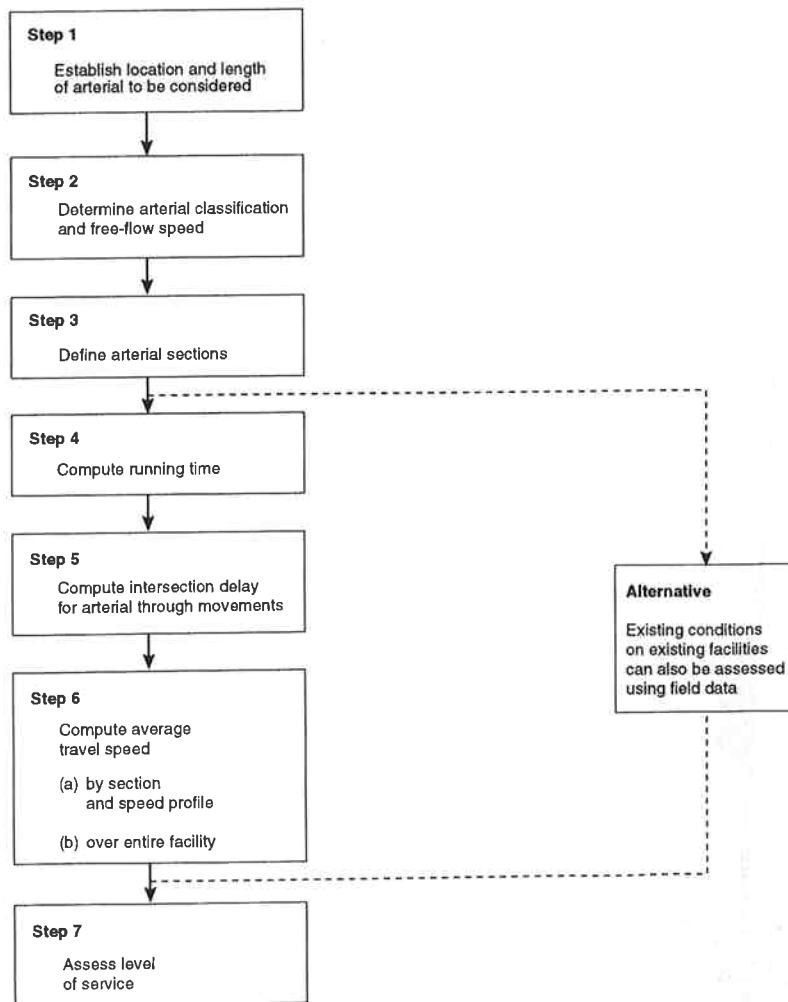 Step 1
Establish location and length
of arterial to be considered
Step 2
Determine arterial classification
and free-flow speed
Step 3
Define arterial sections
Step 4
Compute running time
Step 5
Compute intersection delay
for arterial through movements
Alternative
Existing conditions
on existing facilities
can also be assessed
using field data
Step 6
Compute average
travel speed
(a) by section
and speed profile
(b) over entire facility
Step 7
Assess level
of service